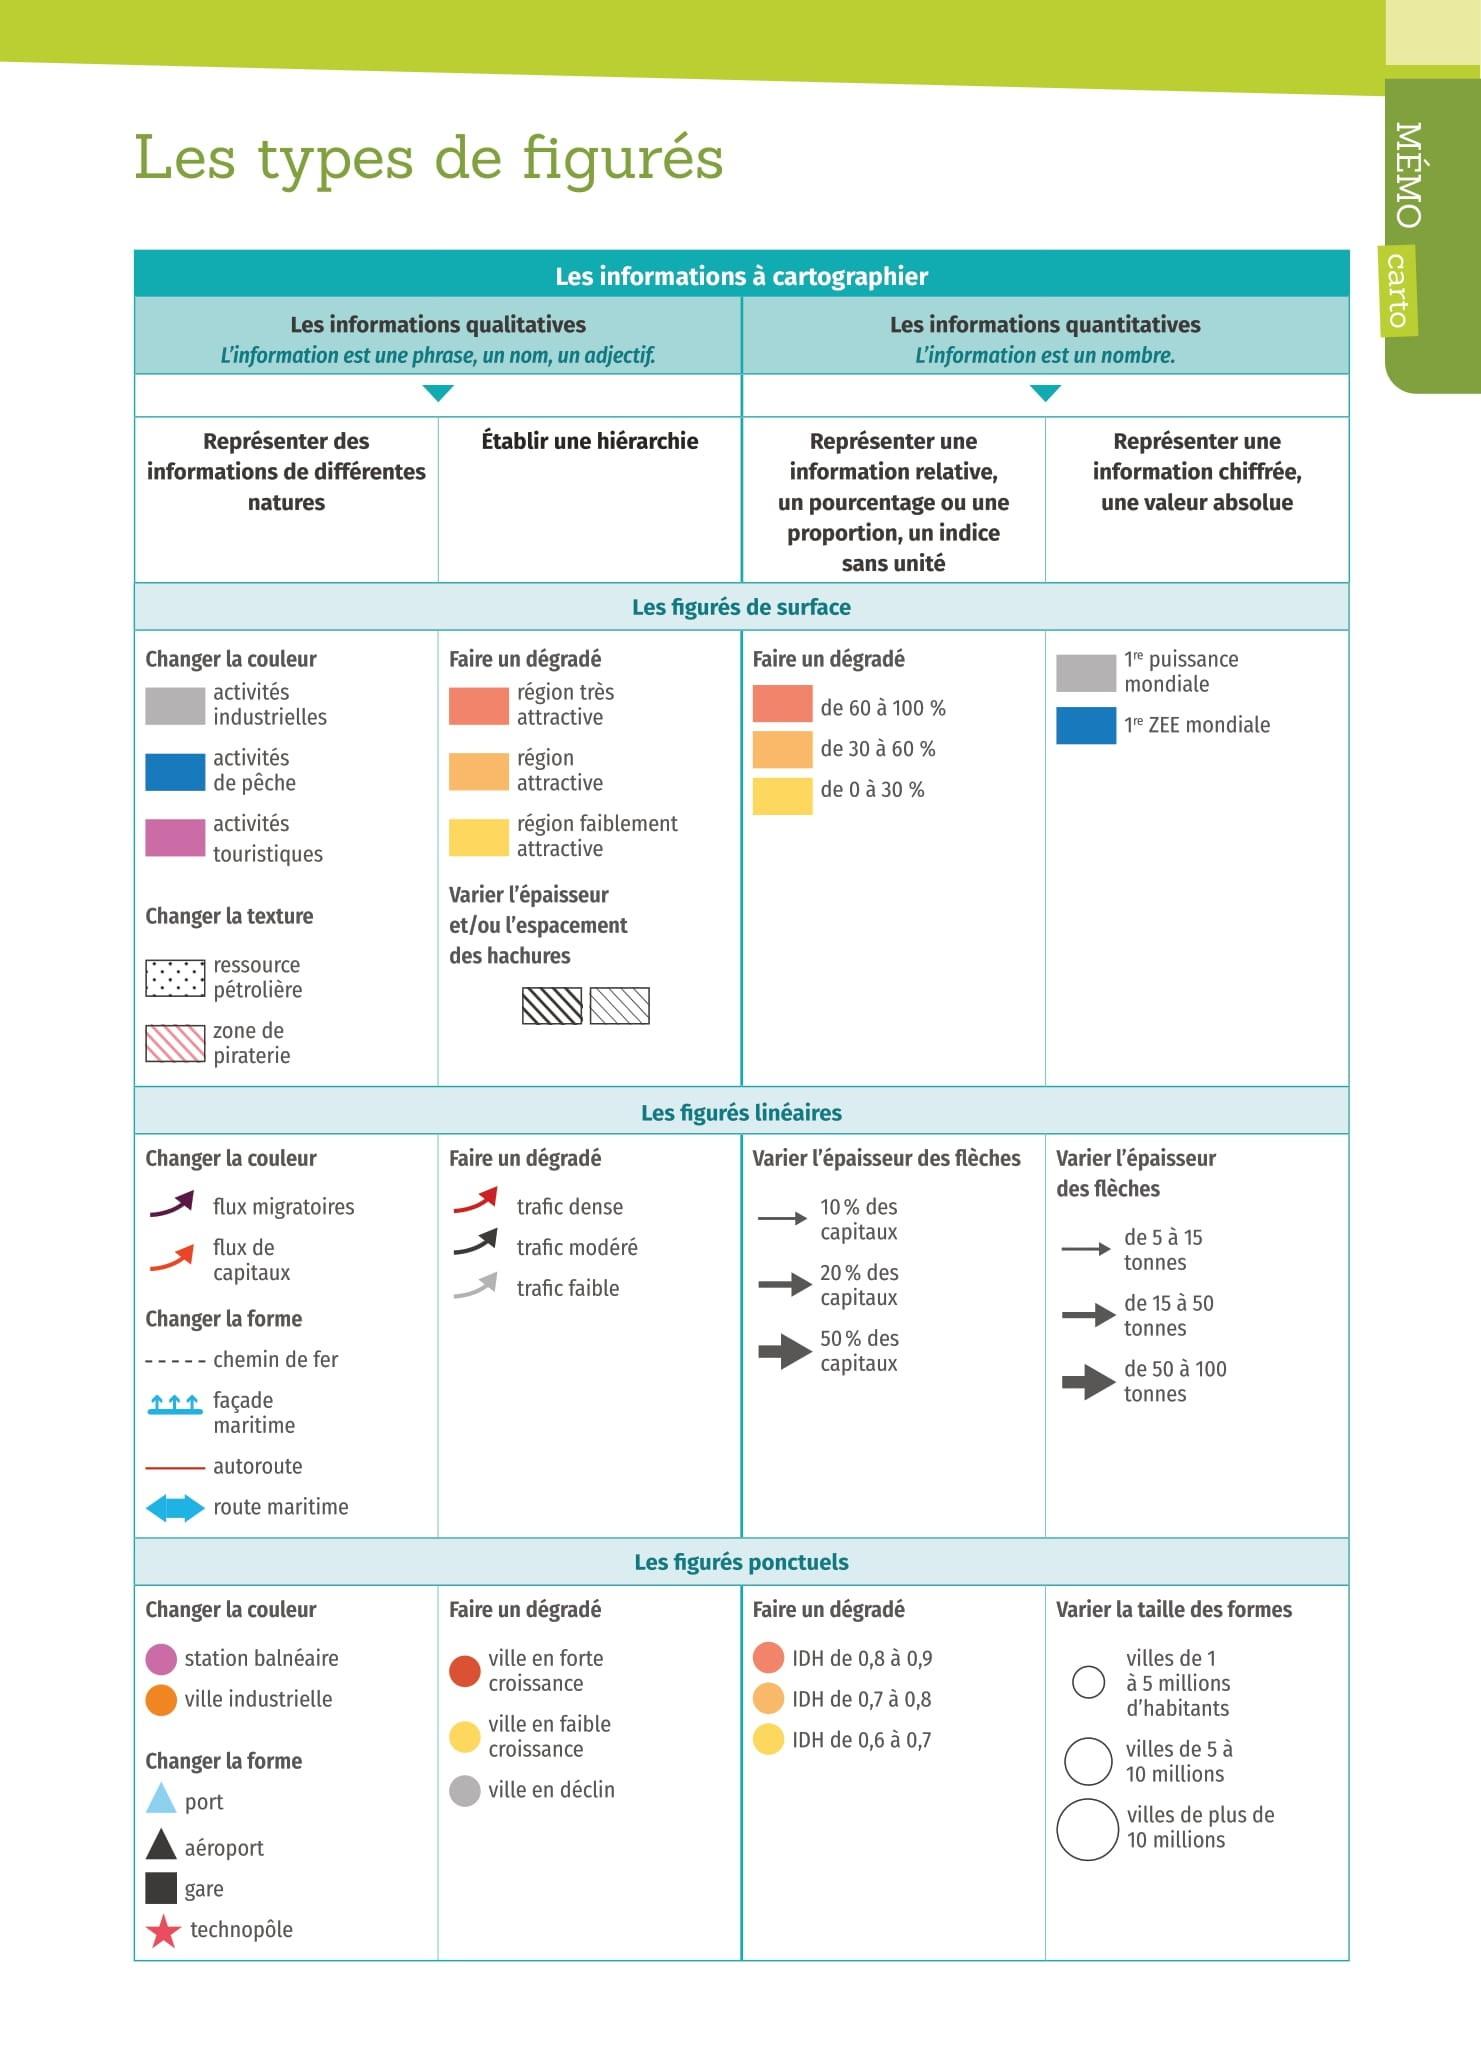 MÉMO
carto
Les types de figurés
Les informations à cartographier
Les informations qualitatives
L'information est une phrase, un nom, un adjectif.
Les informations quantitatives
L'information est un nombre.
Représenter des
informations de différentes
natures
Établir une hiérarchie
Représenter une
information relative,
un pourcentage ou une
proportion, un indice
sans unité
Représenter une
information chiffrée,
une valeur absolue
Les figurés de surface
Changer la couleur
activités
industrielles
activités
de pêche
activités
touristiques
Changer la texture
ressource
pétrolière
zone de
piraterie
Faire un dégradé
région très
attractive
région
attractive
région faiblement
attractive
Varier l'épaisseur
et/ou l'espacement
des hachures
Faire un dégradé
de 60 à 100 %
de 30 à 60 %
de 0 à 30 %
1re puissance
mondiale
1re ZEE mondiale
Les figurés linéaires
Changer la couleur
flux migratoires
flux de
capitaux
Changer la forme
chemin de fer
façade
maritime
autoroute
route maritime
Faire un dégradé
trafic dense
trafic modéré
trafic faible
Varier l'épaisseur des flèches
10 % des
capitaux
20 % des
capitaux
50 % des
capitaux
Varier l'épaisseur
des flèches
de 5 à 15
tonnes
de 15 à 50
tonnes
de 50 à 100
tonnes
Les figurés ponctuels
Changer la couleur
station balnéaire
ville industrielle
Changer la forme
port
aéroport
gare
technopôle
Faire un dégradé
ville en forte
croissance
ville en faible
croissance
ville en déclin
Faire un dégradé
IDH de 0,8 à 0,9
IDH de 0,7 à 0,8
IDH de 0,6 à 0,7
Varier la taille des formes
villes de 1
à 5 millions
d'habitants
villes de 5 à
10 millions
villes de plus de
10 millions